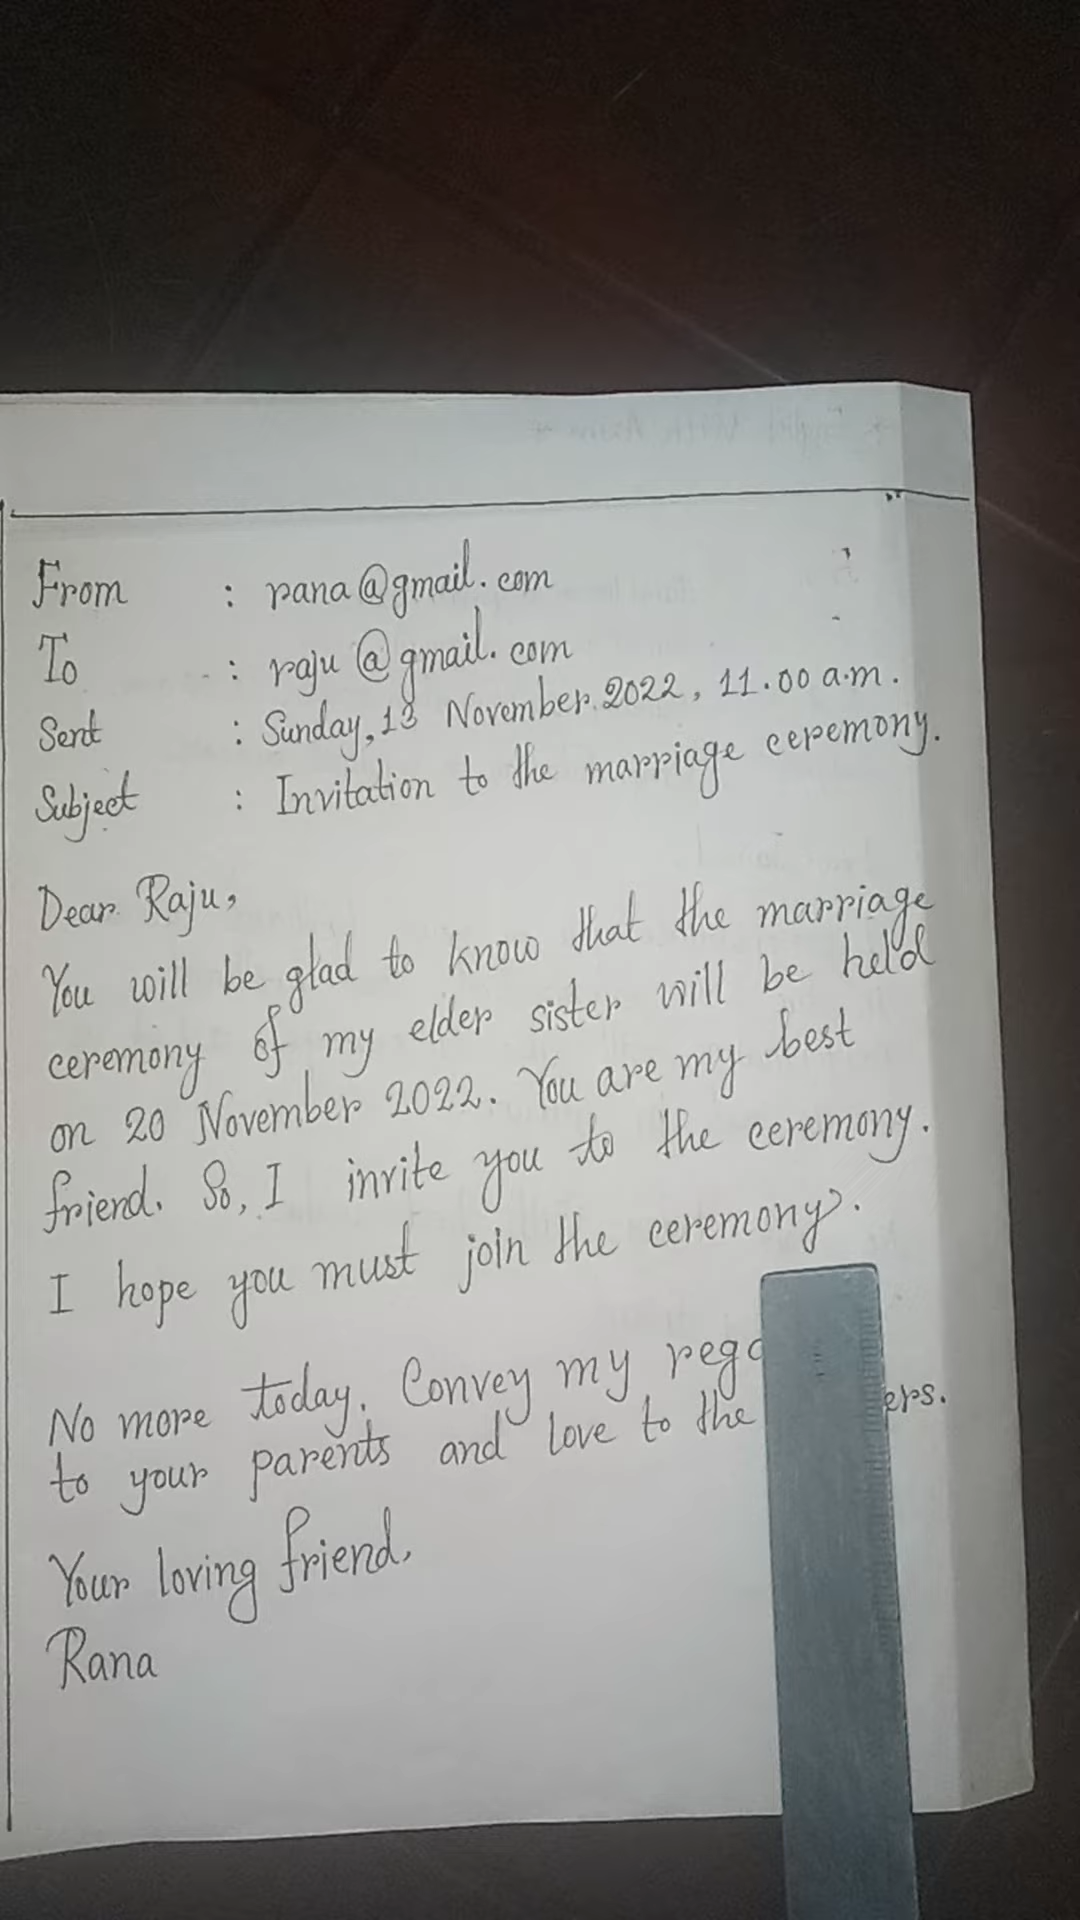 From : rana@gmail.com
To : raju@gmail.com
Sent : Sunday, 13 November 2022, 11.00 a.m.
Subject : Invitation to the marriage ceremony.
Dear Raju,
You will be glad to know that the marriage
ceremony of my elder sister will be held
on 20 November 2022. You are my best
friend. So, I invite you to the ceremony.
I hope you must join the ceremony.
No more today. Convey my
to your parents and love to the
Your loving friend,
Rana